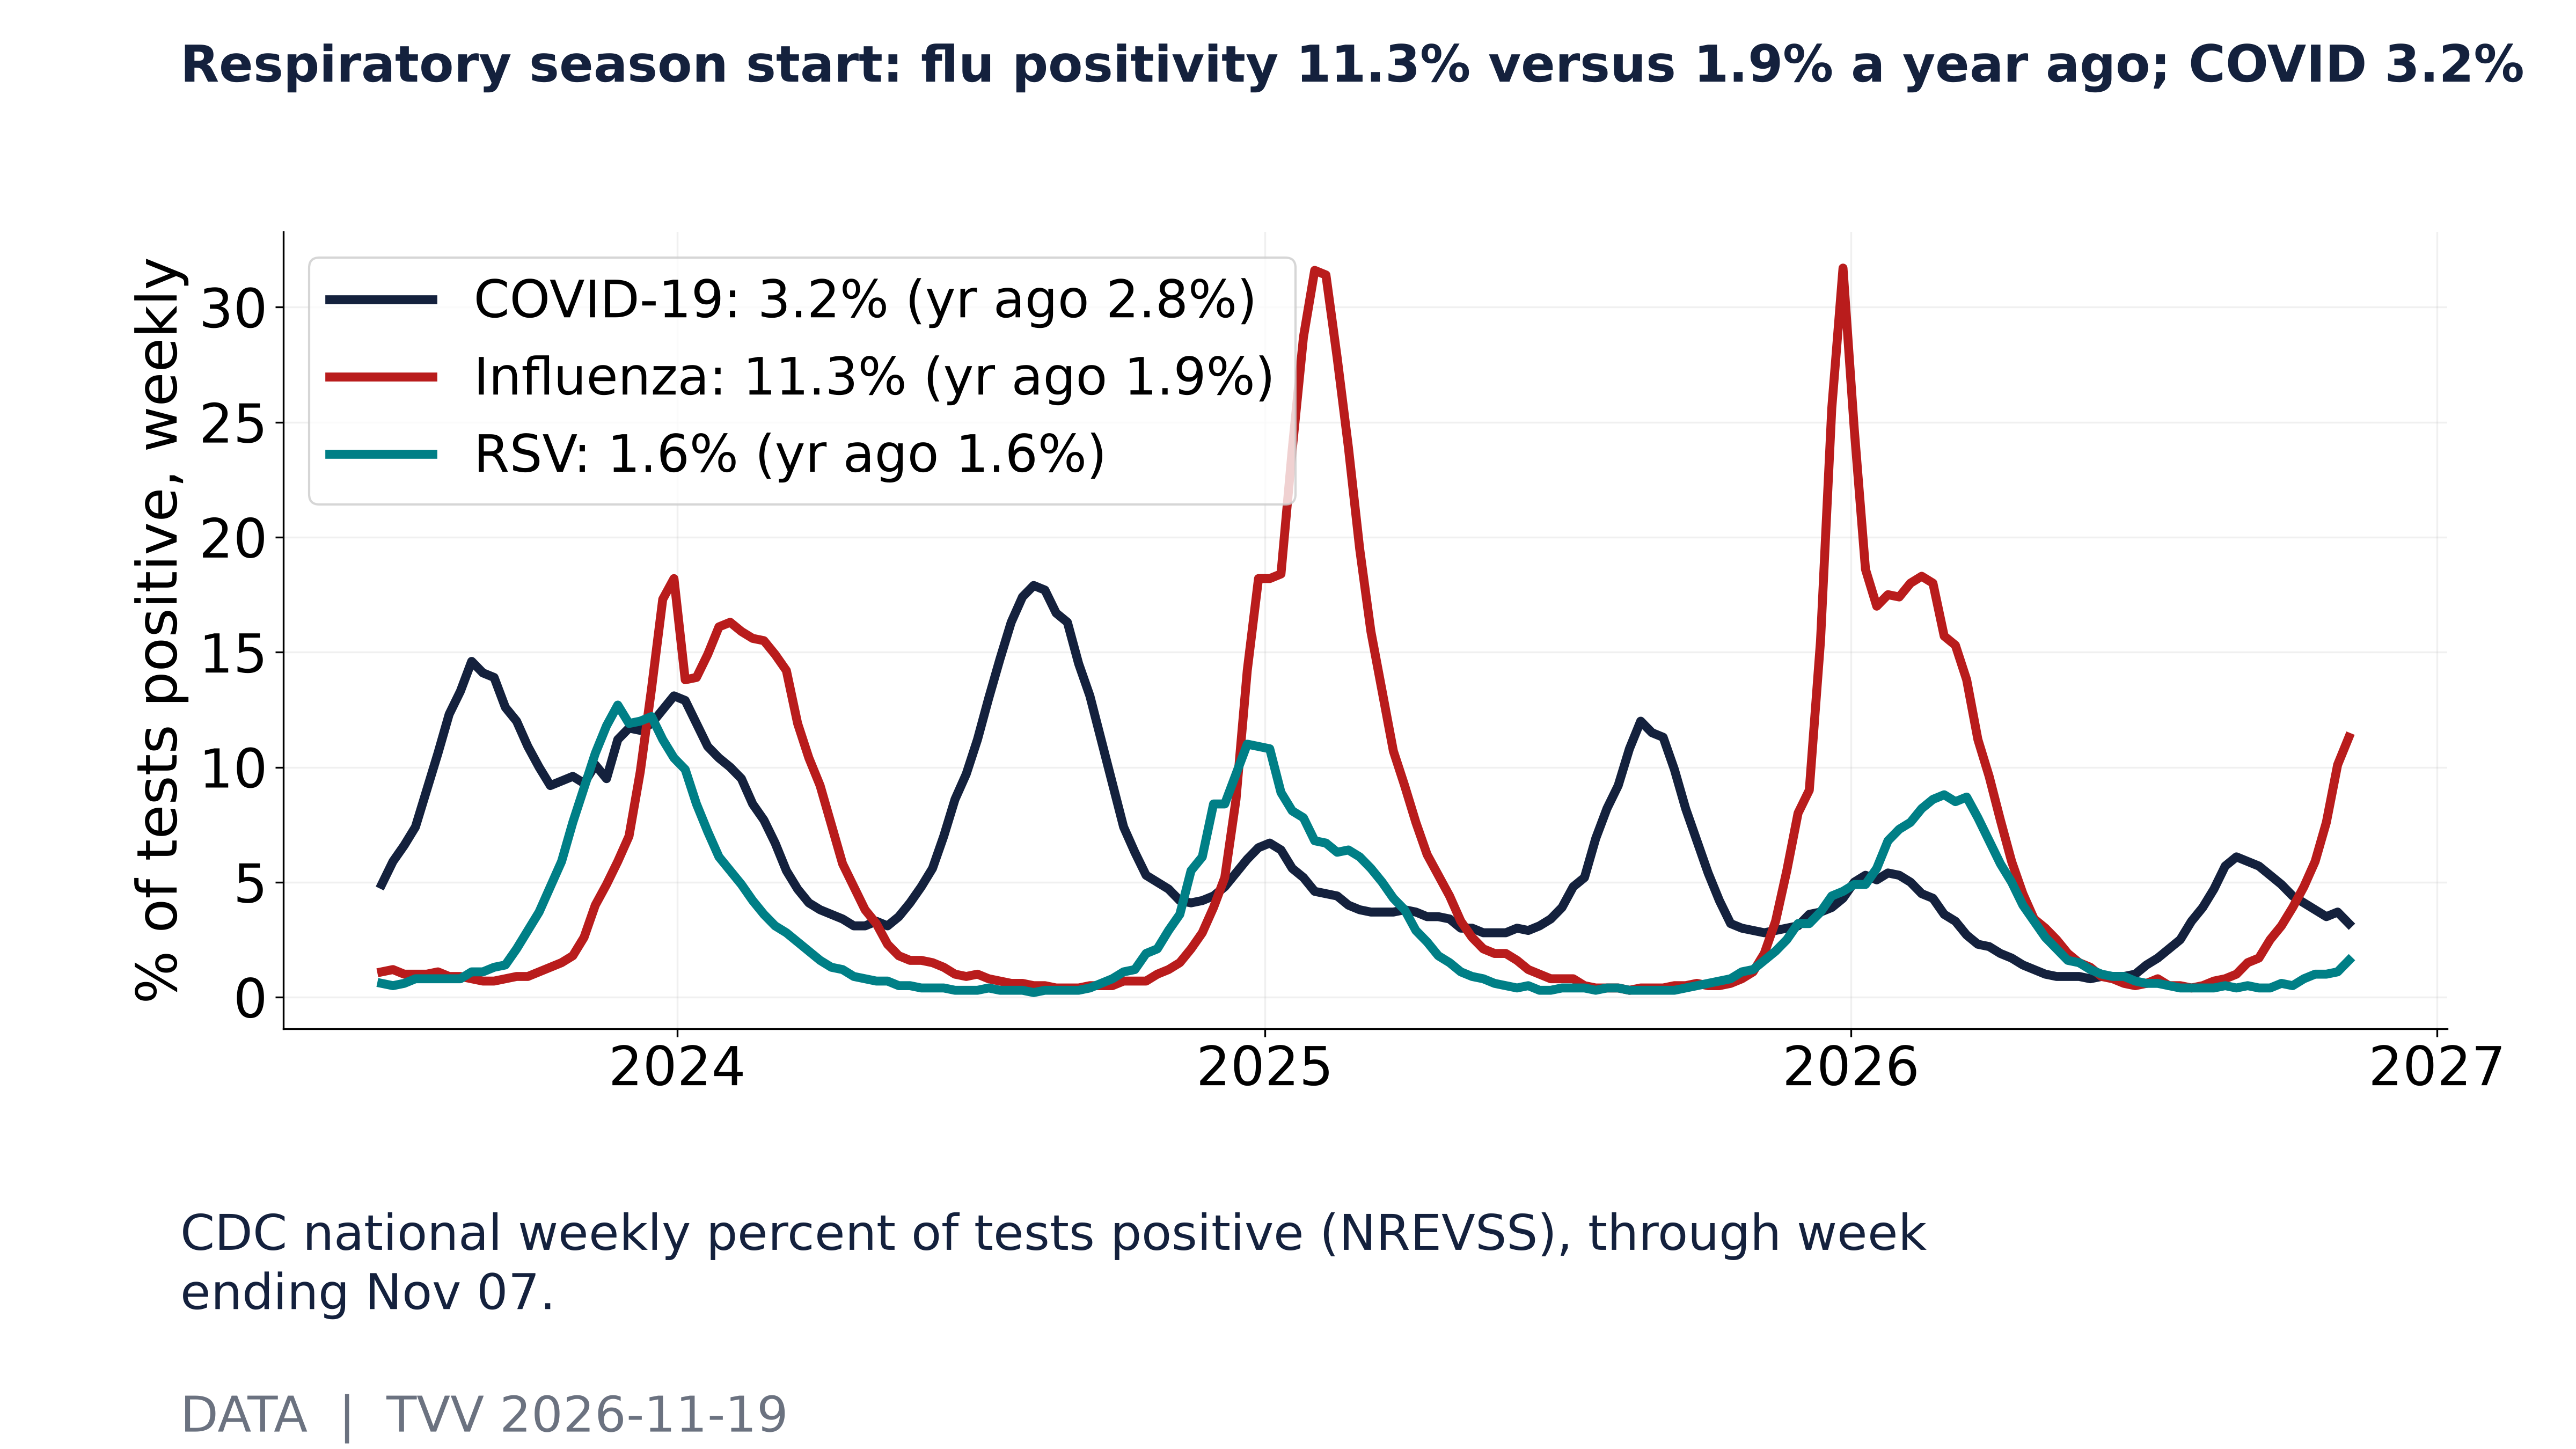 Respiratory season start: flu positivity 11.3% versus 1.9% a year ago; COVID 3.2%
% of tests positive, weekly
30
25
20
15
10
5
0
COVID-19: 3.2% (yr ago 2.8%)
Influenza: 11.3% (yr ago 1.9%)
RSV: 1.6% (yr ago 1.6%)
2024 2025 2026 2027
CDC national weekly percent of tests positive (NREVSS), through week
ending Nov 07.
DATA | TVV 2026-11-19